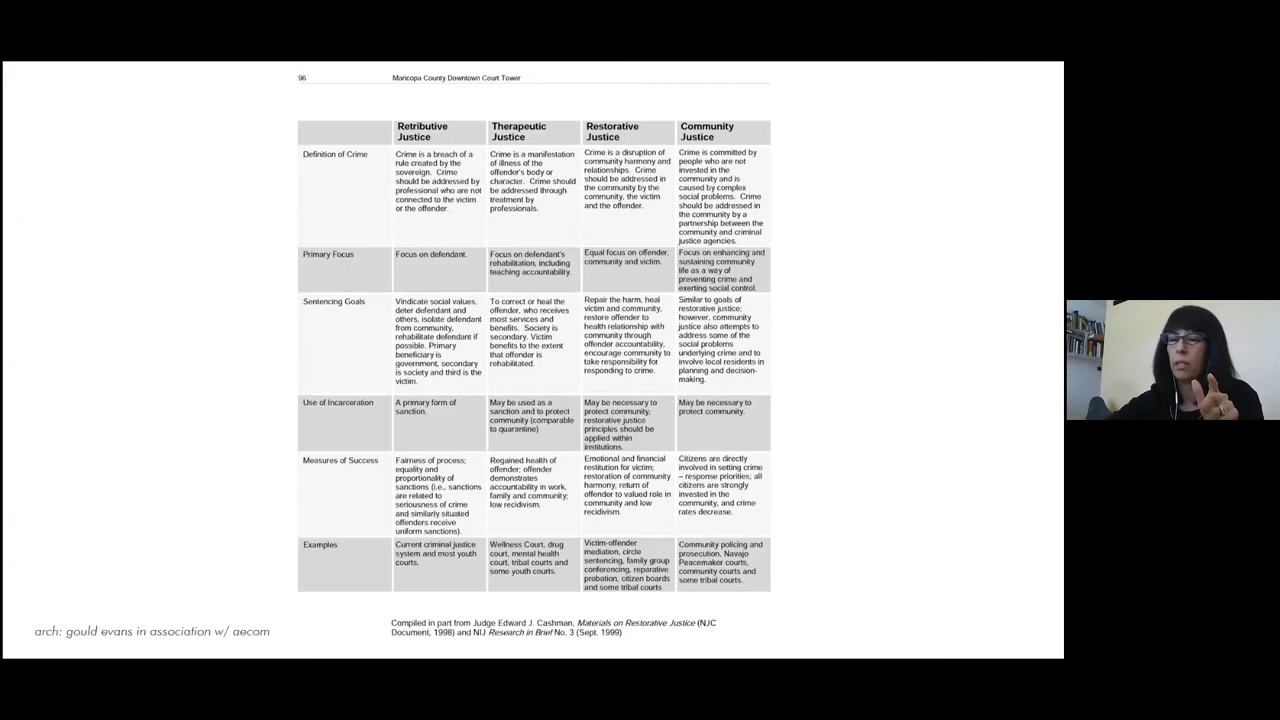 96 Maricopa County Downtown Court Tower
Retributive
Justice
Therapeutic
Justice
Restorative
Justice
Community
Justice
Definition of Crime
Crime is a breach of a
rule created by the
sovereign. Crime
should be addressed by
professional who are not
connected to the victim
or the offender.
Crime is a manifestation
of illness of the
offender's body or
character. Crime should
be addressed through
treatment by
professionals.
Crime is a disruption of
community harmony and
relationships. Crime
should be addressed in
the community by the
community, the victim
and the offender.
Crime is committed by
people who are not
invested in the
community and is
caused by complex
social problems. Crime
should be addressed in
the community by a
partnership between the
community and criminal
justice agencies.
Primary Focus
Focus on defendant.
Focus on defendant's
rehabilitation, including
teaching accountability.
Equal focus on offender,
community and victim.
Focus on enhancing and
sustaining community
life as a way of
preventing crime and
exerting social control.
Sentencing Goals
Vindicate social values,
deter defendant and
others, isolate defendant
from community,
rehabilitate defendant if
possible. Primary
beneficiary is
government, secondary
is society and third is the
victim.
To correct or heal the
offender, who receives
most services and
benefits. Society is
secondary. Victim
benefits to the extent
that offender is
rehabilitated.
Repair the harm, heal
victim and community,
restore offender to
health relationship with
community through
offender accountability,
encourage community to
take responsibility for
responding to crime.
Similar to goals of
restorative justice;
however, community
justice also attempts to
address some of the
social problems
underlying crime and to
involve local residents in
planning and decision-
making.
Use of Incarceration
A primary form of
sanction.
May be used as a
sanction and to protect
community (comparable
to quarantine)
May be necessary to
protect community;
restorative justice
principles should be
applied within
institutions.
May be necessary to
protect community.
Measures of Success
Fairness of process;
equality and
proportionality of
sanctions (i.e., sanctions
are related to
seriousness of crime
and similarly situated
offenders receive
uniform sanctions).
Regained health of
offender; offender
demonstrates
accountability in work,
family and community;
low recidivism.
Emotional and financial
restitution for victim;
restoration of community
harmony; return of
offender to valued role in
community and low
recidivism.
Citizens are directly
involved in setting crime
– response priorities; all
citizens are strongly
invested in the
community, and crime
rates decrease.
Examples
Current criminal justice
system and most youth
courts.
Wellness Court, drug
court, mental health
court, tribal courts and
some youth courts.
Victim-offender
mediation, circle
sentencing, family group
conferencing, reparative
probation, citizen boards
and some tribal courts
Community policing and
prosecution, Navajo
Peacemaker courts,
community courts and
some tribal courts.
Compiled in part from Judge Edward J. Cashman, Materials on Restorative Justice (NJC
Document, 1998) and NIJ Research in Brief No. 3 (Sept. 1999)
arch: gould evans in association w/ aecom